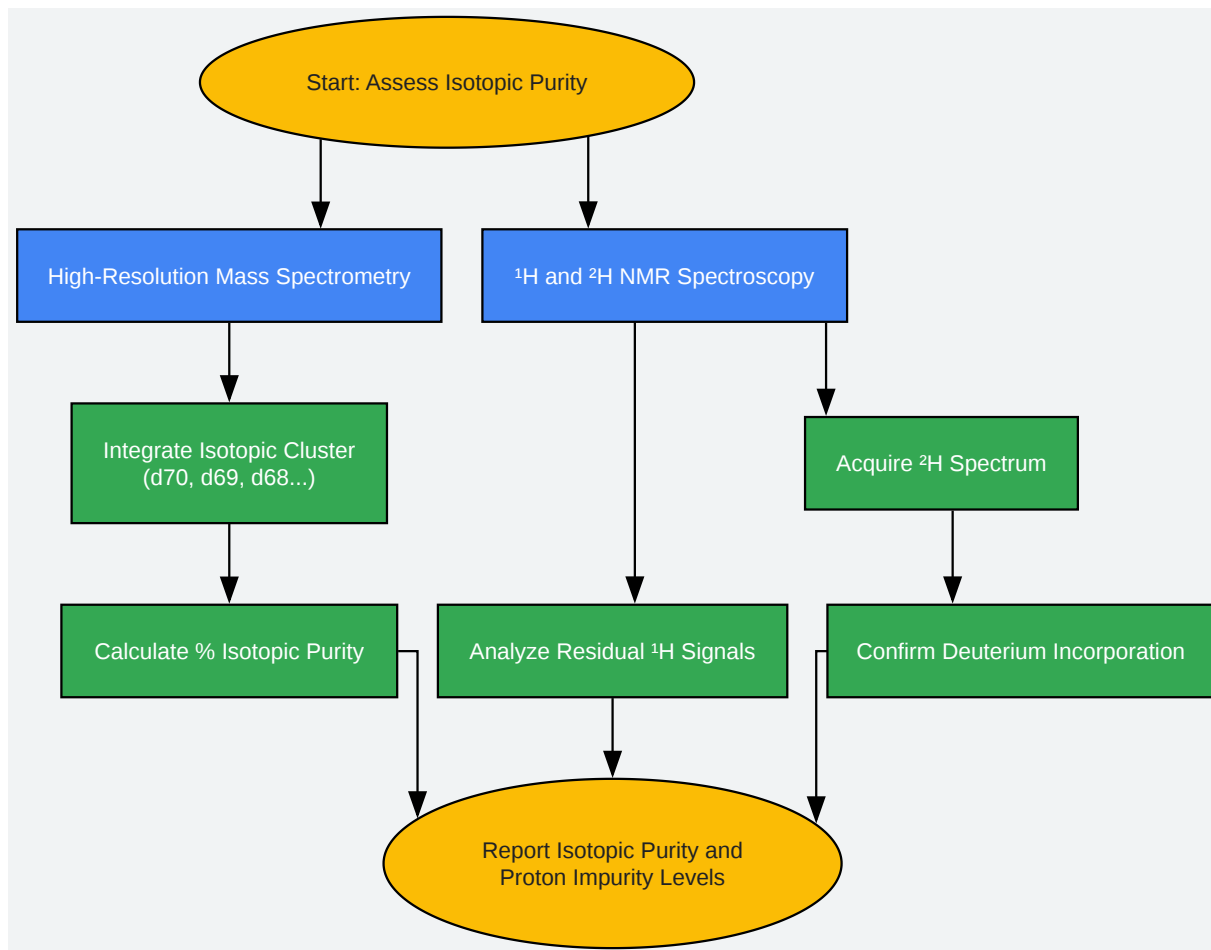 Start: Assess Isotopic Purity
High-Resolution Mass Spectrometry
¹H and ²H NMR Spectroscopy
Integrate Isotopic Cluster
(d70, d69, d68...)
Acquire ²H Spectrum
Calculate % Isotopic Purity
Analyze Residual ¹H Signals
Confirm Deuterium Incorporation
Report Isotopic Purity and
Proton Impurity Levels